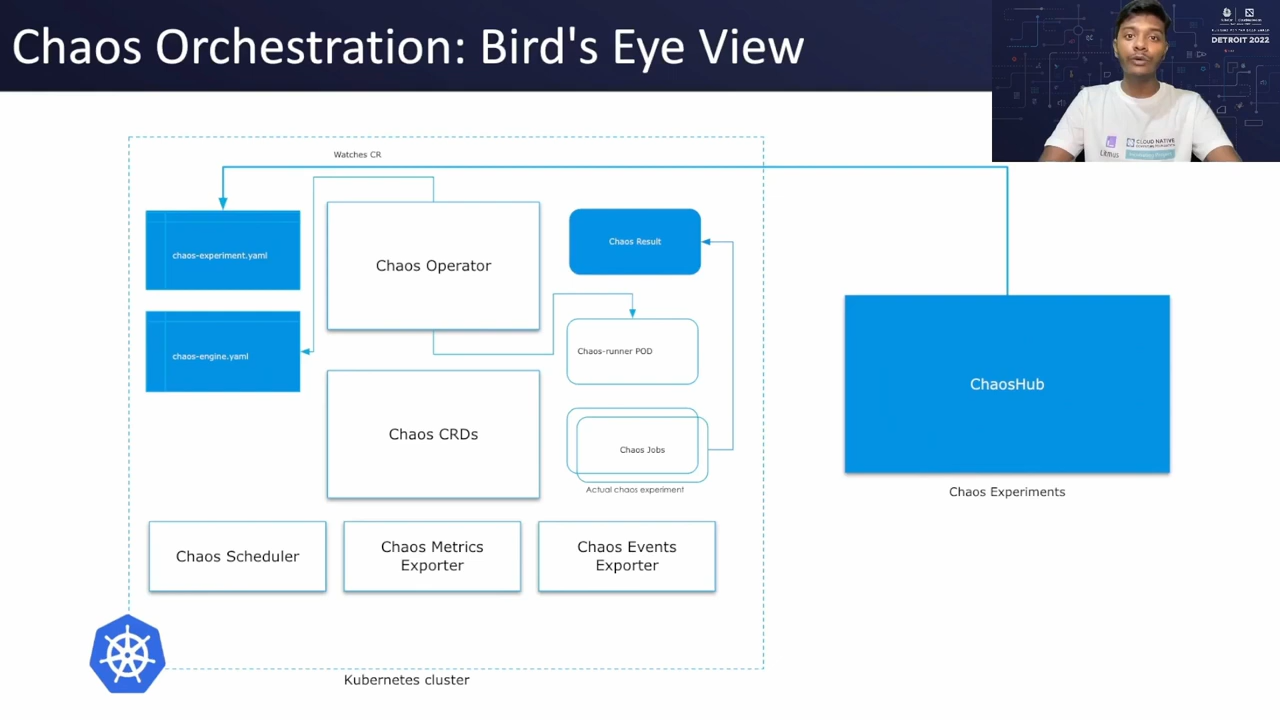 Chaos Orchestration: Bird's Eye View
DETROIT 2022
Litmus
CLOUD NATIVE
Watches CR
chaos-experiment.yaml
Chaos Operator
Chaos Result
chaos-engine.yaml
Chaos-runner POD
ChaosHub
Chaos CRDs
Chaos Jobs
Actual chaos experiment
Chaos Experiments
Chaos Scheduler
Chaos Metrics
Exporter
Chaos Events
Exporter
Kubernetes cluster